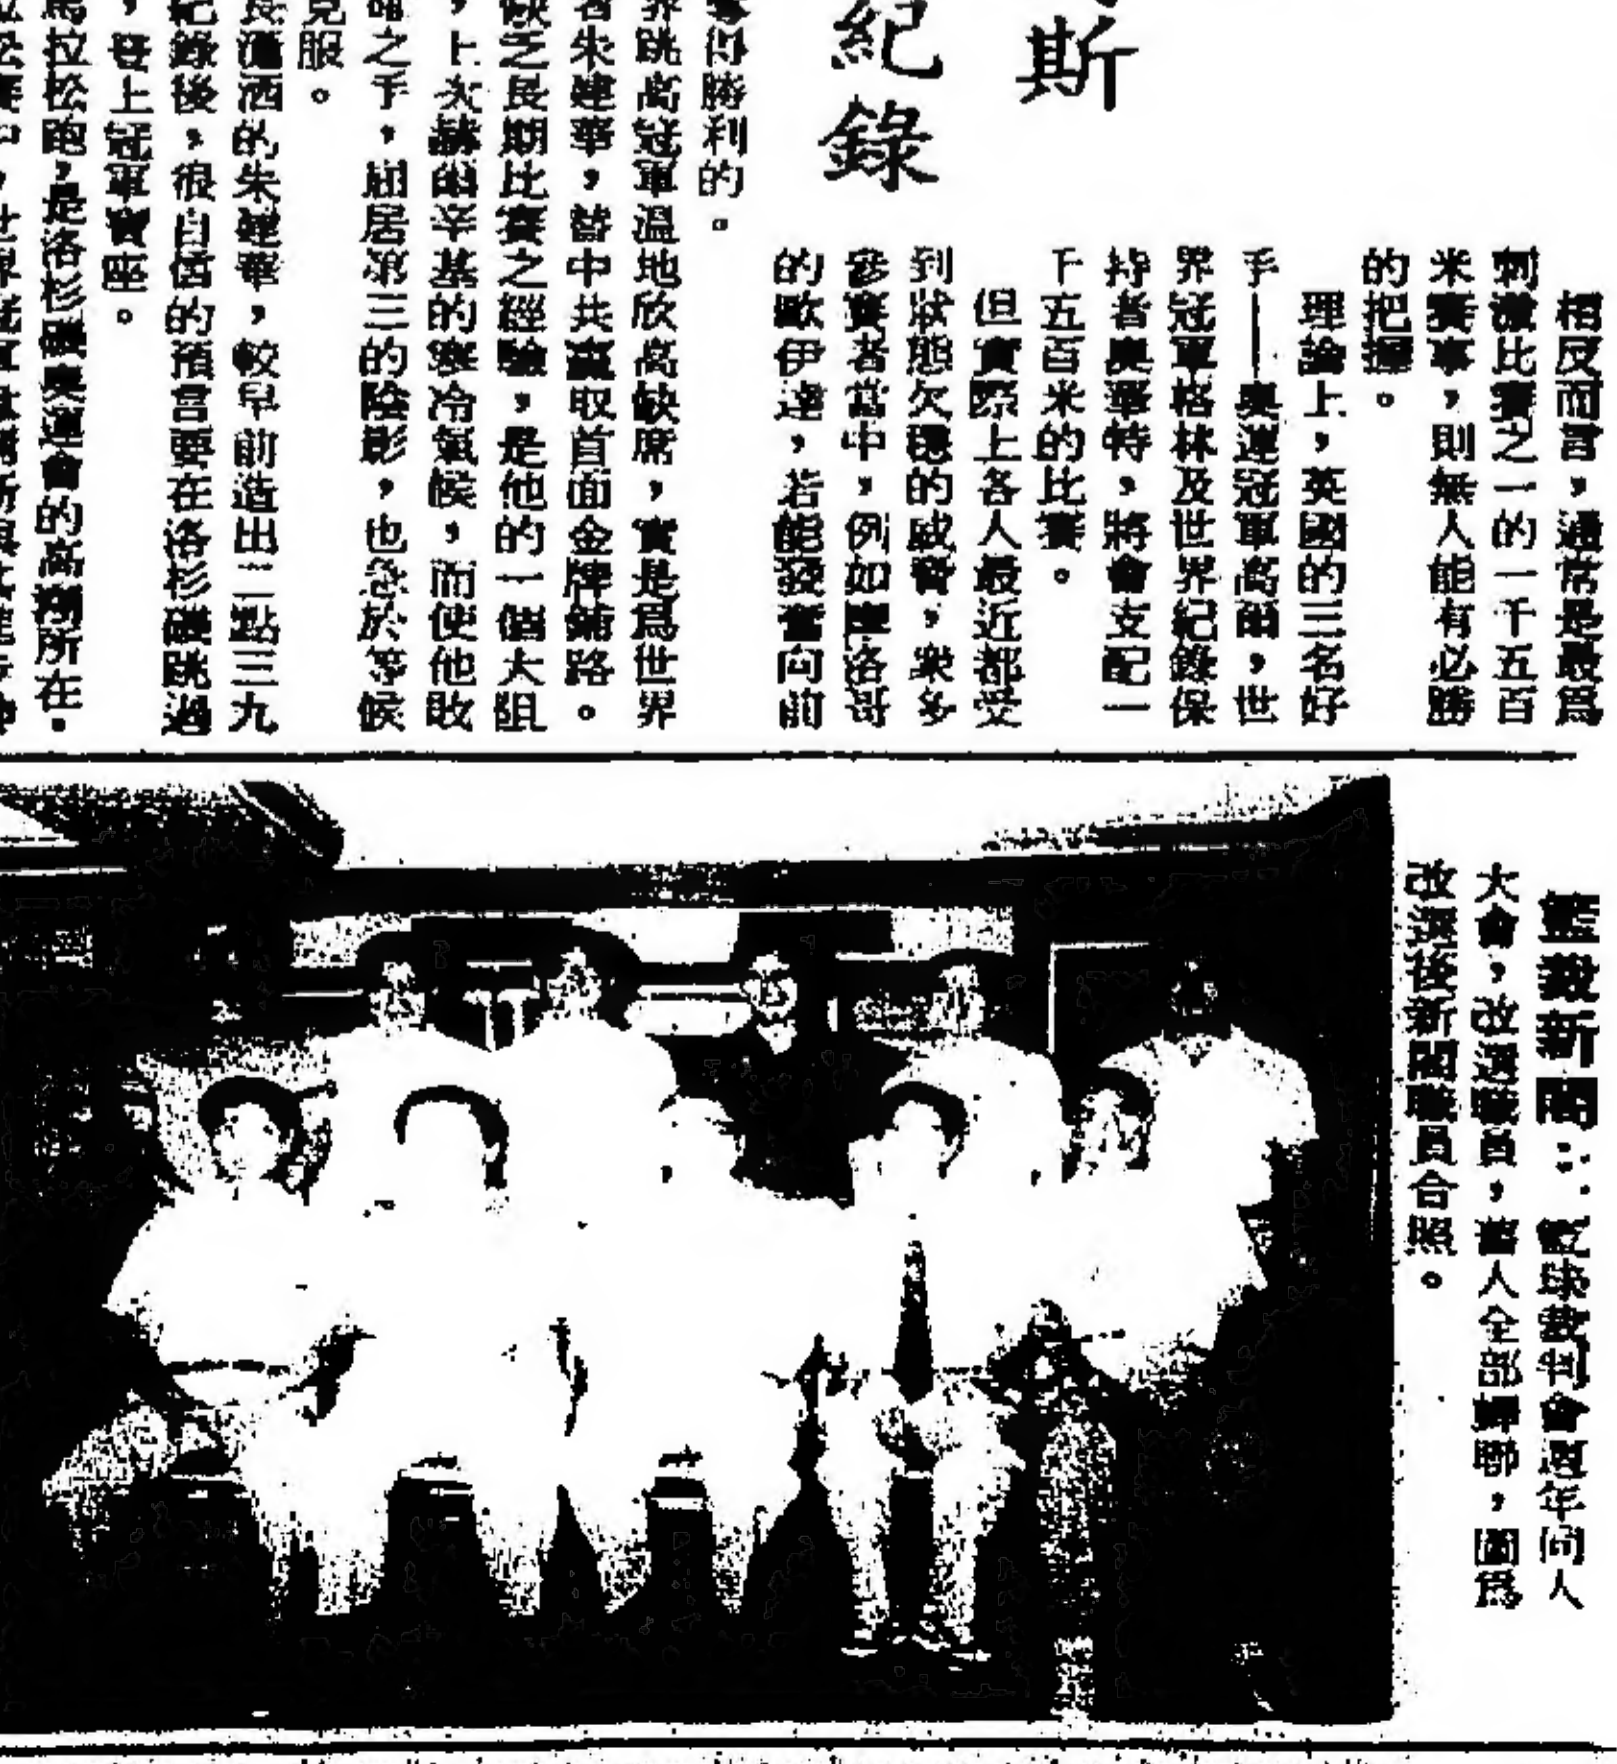 斯
紀錄
相反而言，通常是最爲
刺激比賽之一的一千五百
米賽事，則無人能有必勝
的把握。
理論上，英國的三名好
手——奧運冠軍高爾，世
界冠軍格林及世界紀錄保
持者奧華特，將會支配一
千五百米的比賽。
但實際上各人最近都受
到狀態欠穩的威脅，衆多
參賽者當中，例如摩洛哥
的歐伊達，若能發奮向前
得勝利的。
界跳高冠軍溫地欣高缺席，實是爲世界
者朱建華，替中共贏取首面金牌鋪路。
缺乏長期比賽之經驗，是他的一個大阻
，上次赫爾辛基的寒冷氣候，而使他敗
之手，屈居第三的陰影，也急於等候
克服。
瀟洒的朱建華，較早前造出二點三九
紀錄後，很自信的預言要在洛杉磯跳過
，登上冠軍寶座。
馬拉松跑，是洛杉磯奧運會的高潮所在。
籃裁新閣：籃球裁判會週年同人
大會，改選職員，舊人全部蟬聯，圖爲
改選後新閣職員合照。